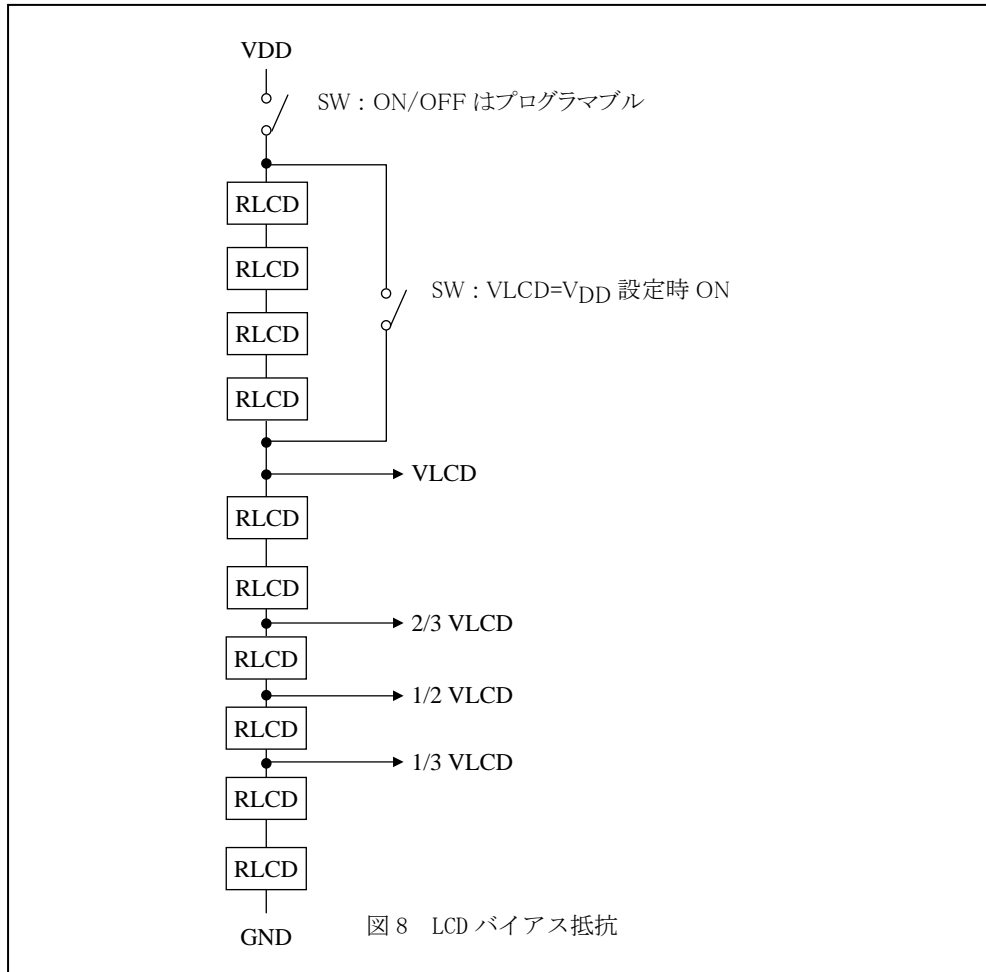 VDD
SW : ON/OFF はプログラマブル
RLCD
RLCD
SW : VLCD=VDD 設定時 ON
RLCD
RLCD
VLCD
RLCD
RLCD
2/3 VLCD
RLCD
1/2 VLCD
RLCD
1/3 VLCD
RLCD
RLCD
図 8 LCD バイアス抵抗
GND